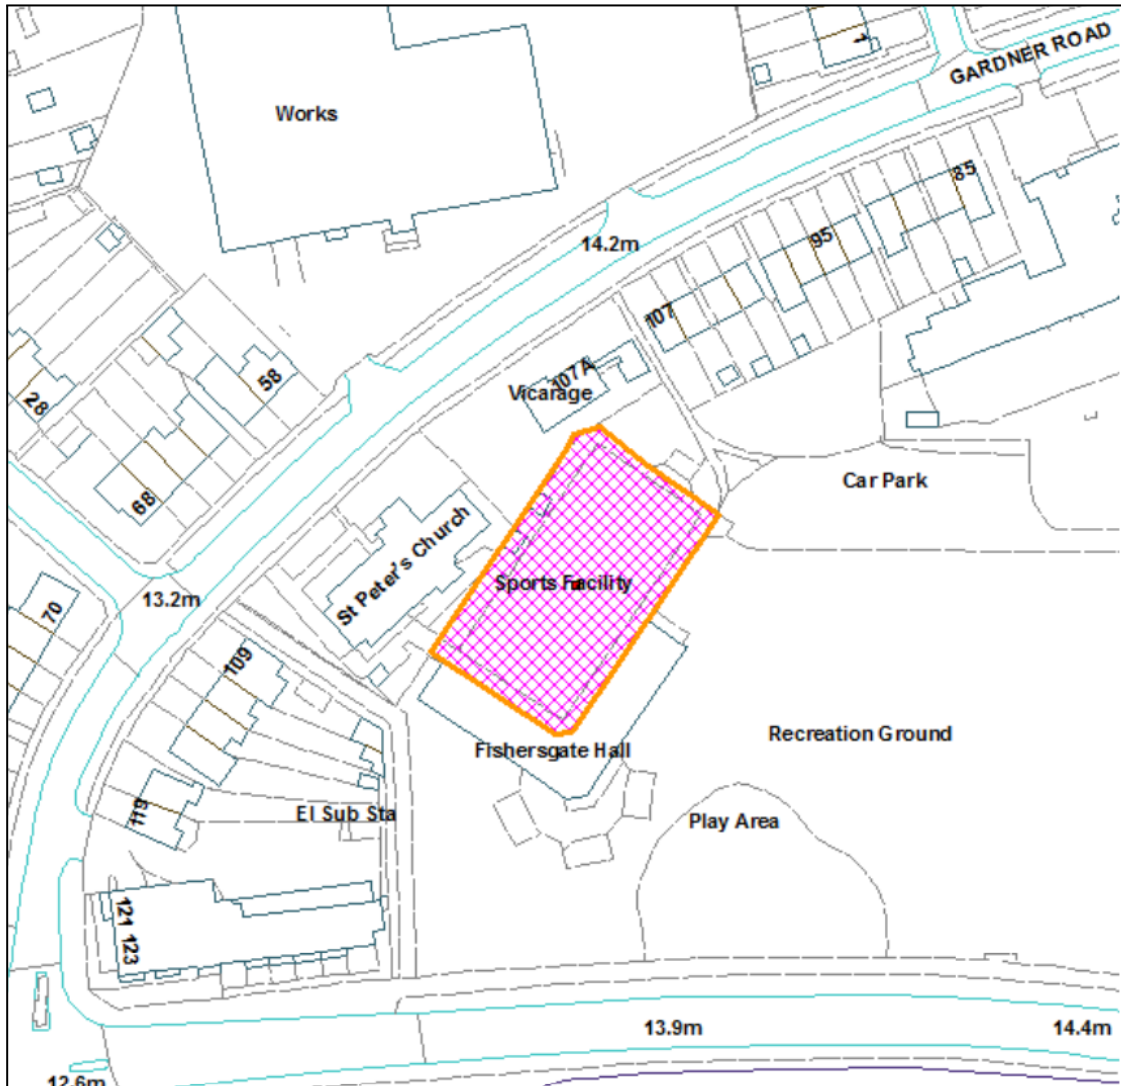 1
GARDNER ROAD
Works
85
95
14.2m
107
58
107A
Vicarage
28
Car Park
68
St Peter's Church
Sports Facility
13.2m
70
109
Recreation Ground
Fishersgate Hall
El Sub Sta
119
Play Area
121 123
13.9m
14.4m
12.6m